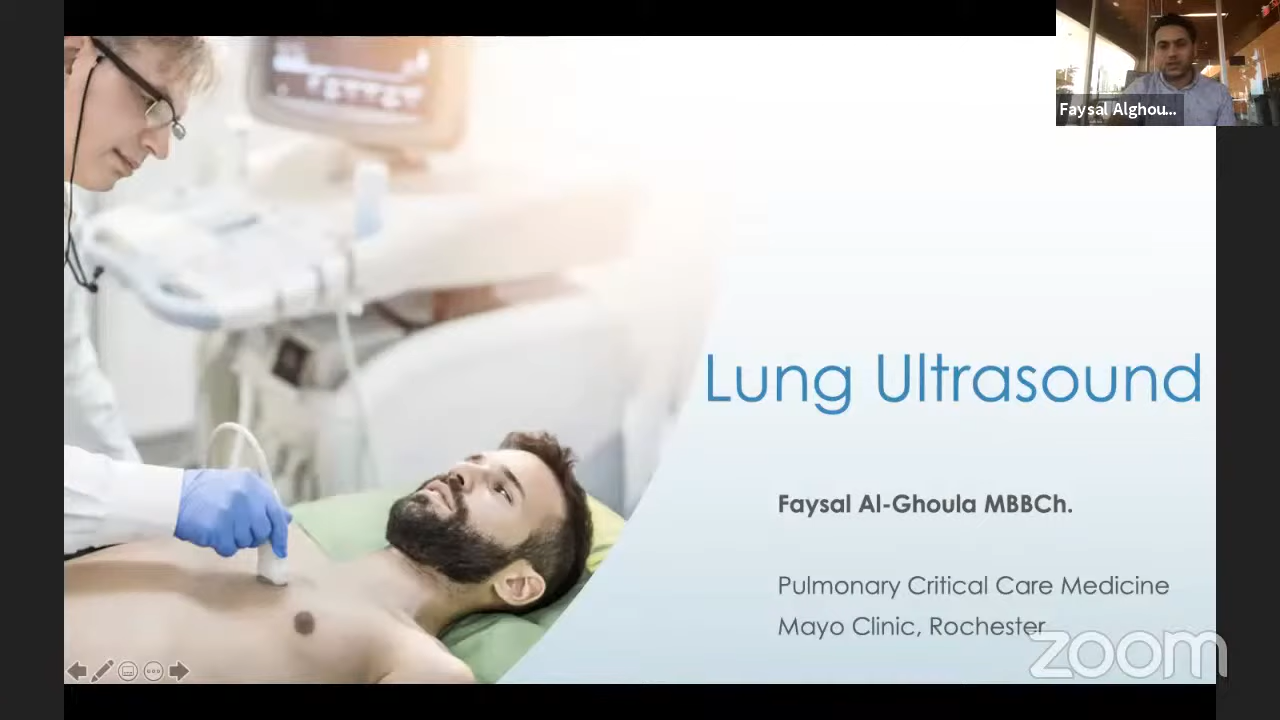 Faysal Alghou...
Lung Ultrasound
Faysal Al-Ghoula MBBCh.
Pulmonary Critical Care Medicine
Mayo Clinic, Rochester
zoom